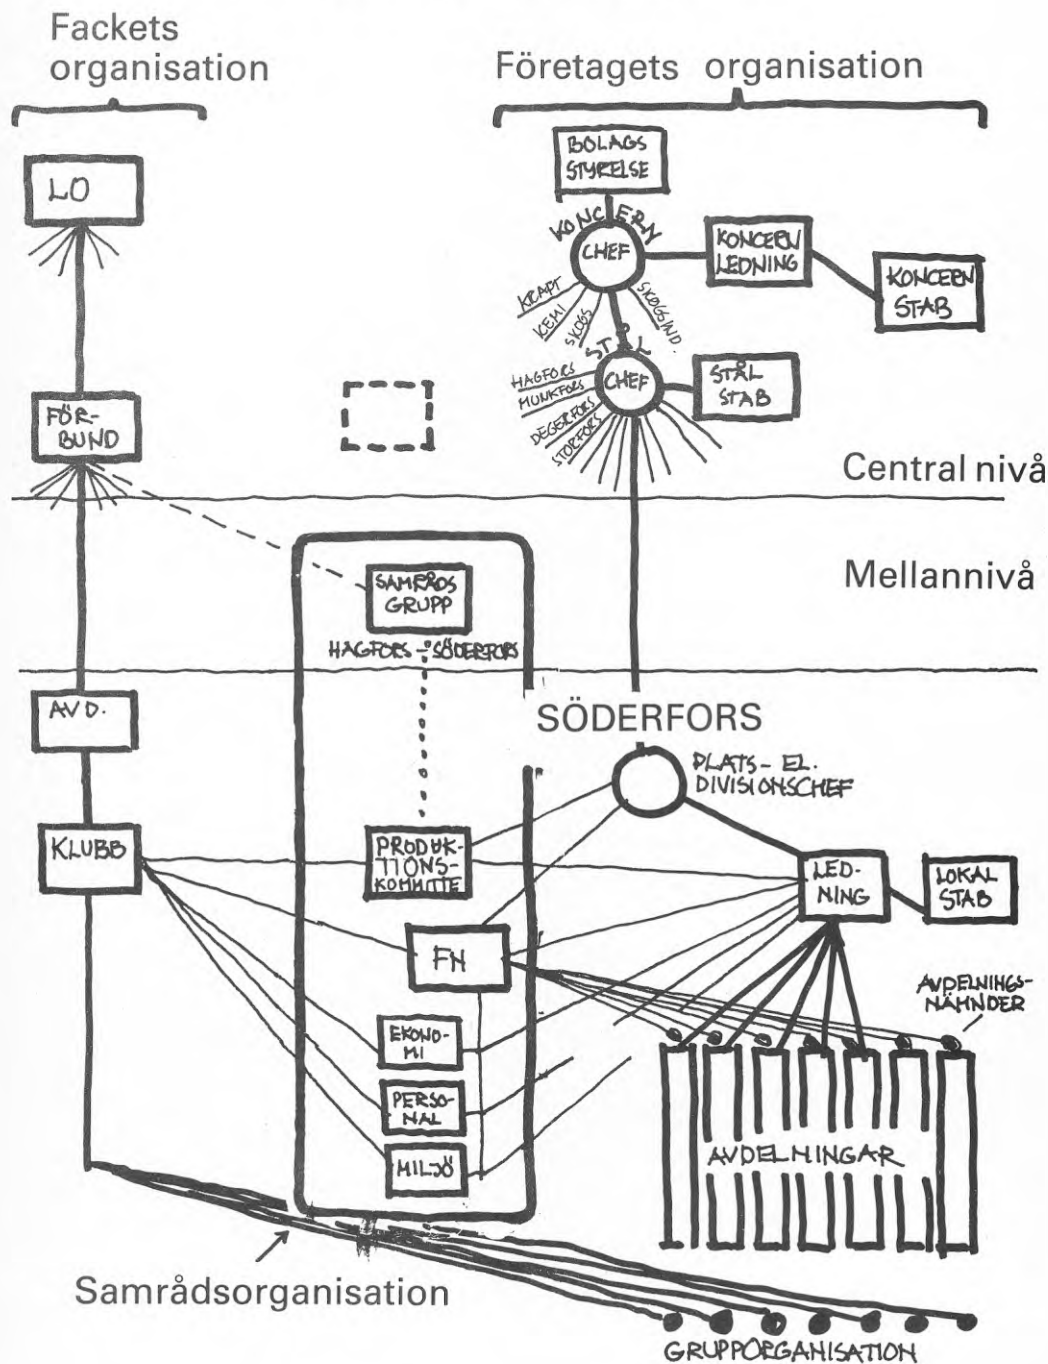 Fackets
organisation
Företagets organisation
BOLAGS
STYRELSE
LO
KONCERN
CHEF
KONCERN
LEDNING
KONCERN
STAB
KRAFT
KEMI
SKOGS
SKOGSIND.
STÅL
CHEF
STÅL
STAB
HAGFORS
MUNKFORS
DEGERFORS
STORFORS
FÖR-
BUND
Central nivå
Mellannivå
SAMRÅDS
GRUPP
HAGFORS - SÖDERFORS
AVD.
SÖDERFORS
PLATS- EL.
DIVISIONSCHEF
KLUBB
PRODUK-
TIONS-
KOMMITTE
LED-
NING
LOKAL
STAB
FN
AVDELNINGS-
NÄMNDER
EKONO-
MI
PERSO-
NAL
MILJÖ
AVDELNINGAR
Samrådsorganisation
GRUPPORGANISATION